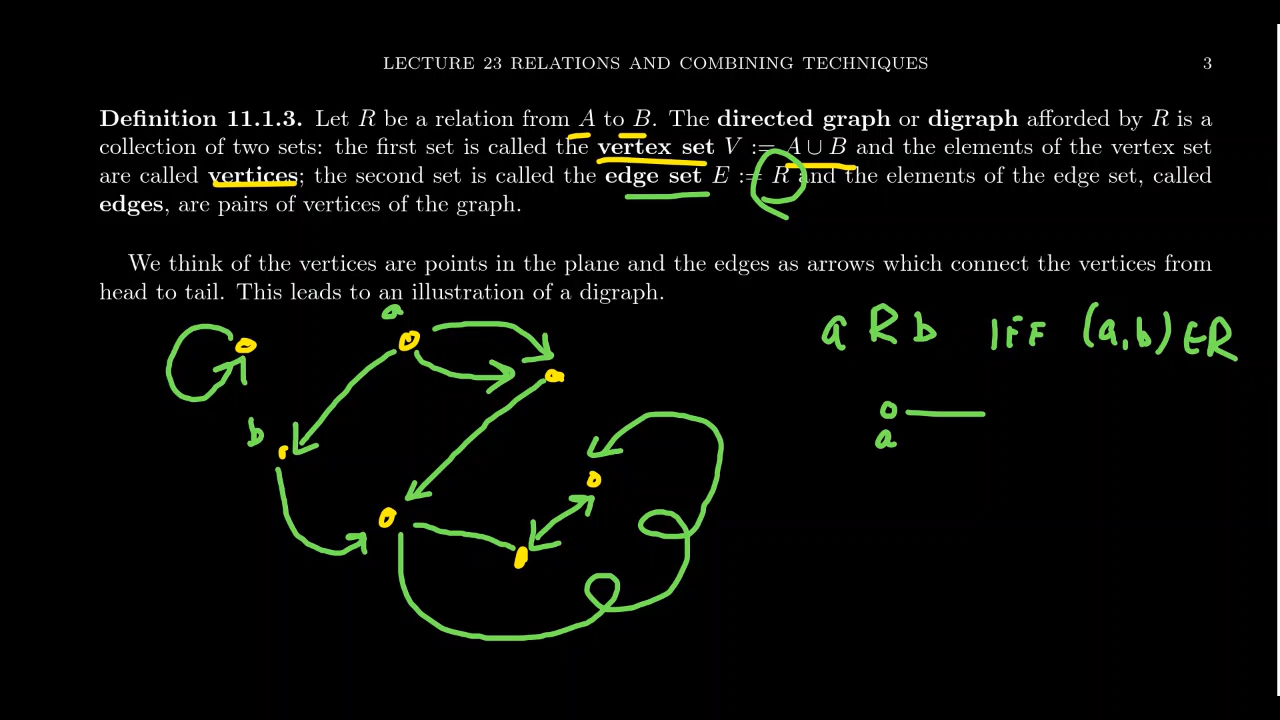 LECTURE 23 RELATIONS AND COMBINING TECHNIQUES 3
Definition 11.1.3. Let R be a relation from A to B. The directed graph or digraph afforded by R is a
collection of two sets: the first set is called the vertex set V := A ∪ B and the elements of the vertex set
are called vertices; the second set is called the edge set E := R and the elements of the edge set, called
edges, are pairs of vertices of the graph.
We think of the vertices are points in the plane and the edges as arrows which connect the vertices from
head to tail. This leads to an illustration of a digraph.
a
a R b iff (a,b) ∈ R
b
a